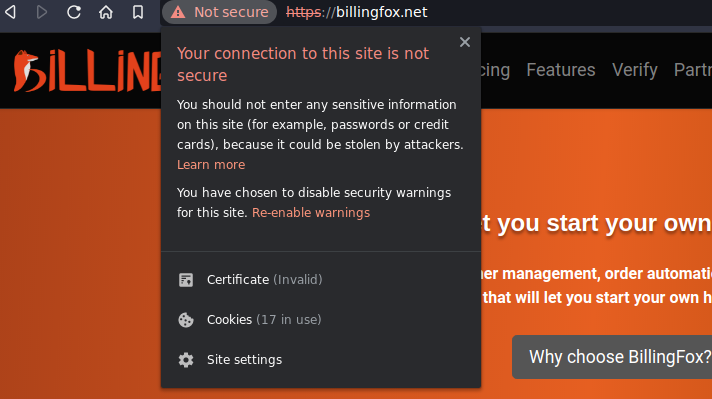 Not secure https://billingfox.net
Your connection to this site is not
secure
You should not enter any sensitive information
on this site (for example, passwords or credit
cards), because it could be stolen by attackers.
Learn more
You have chosen to disable security warnings
for this site. Re-enable warnings
Certificate (Invalid)
Cookies (17 in use)
Site settings
BILLING
Features Verify
you start your own
management, order
that will let you start your own
Why choose BillingFox?